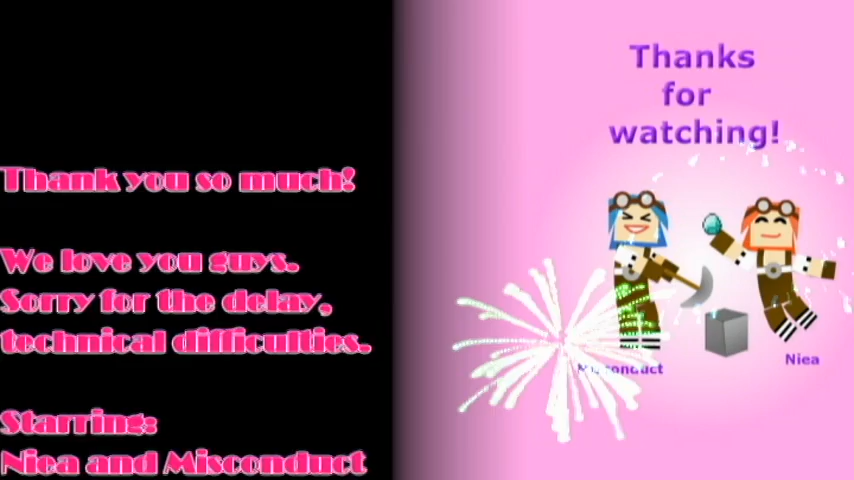 Thank you so much!
We love you guys.
Sorry for the delay,
technical difficulties.
Starring:
Niea and Misconduct
Thanks
for
watching!
Misconduct
Niea